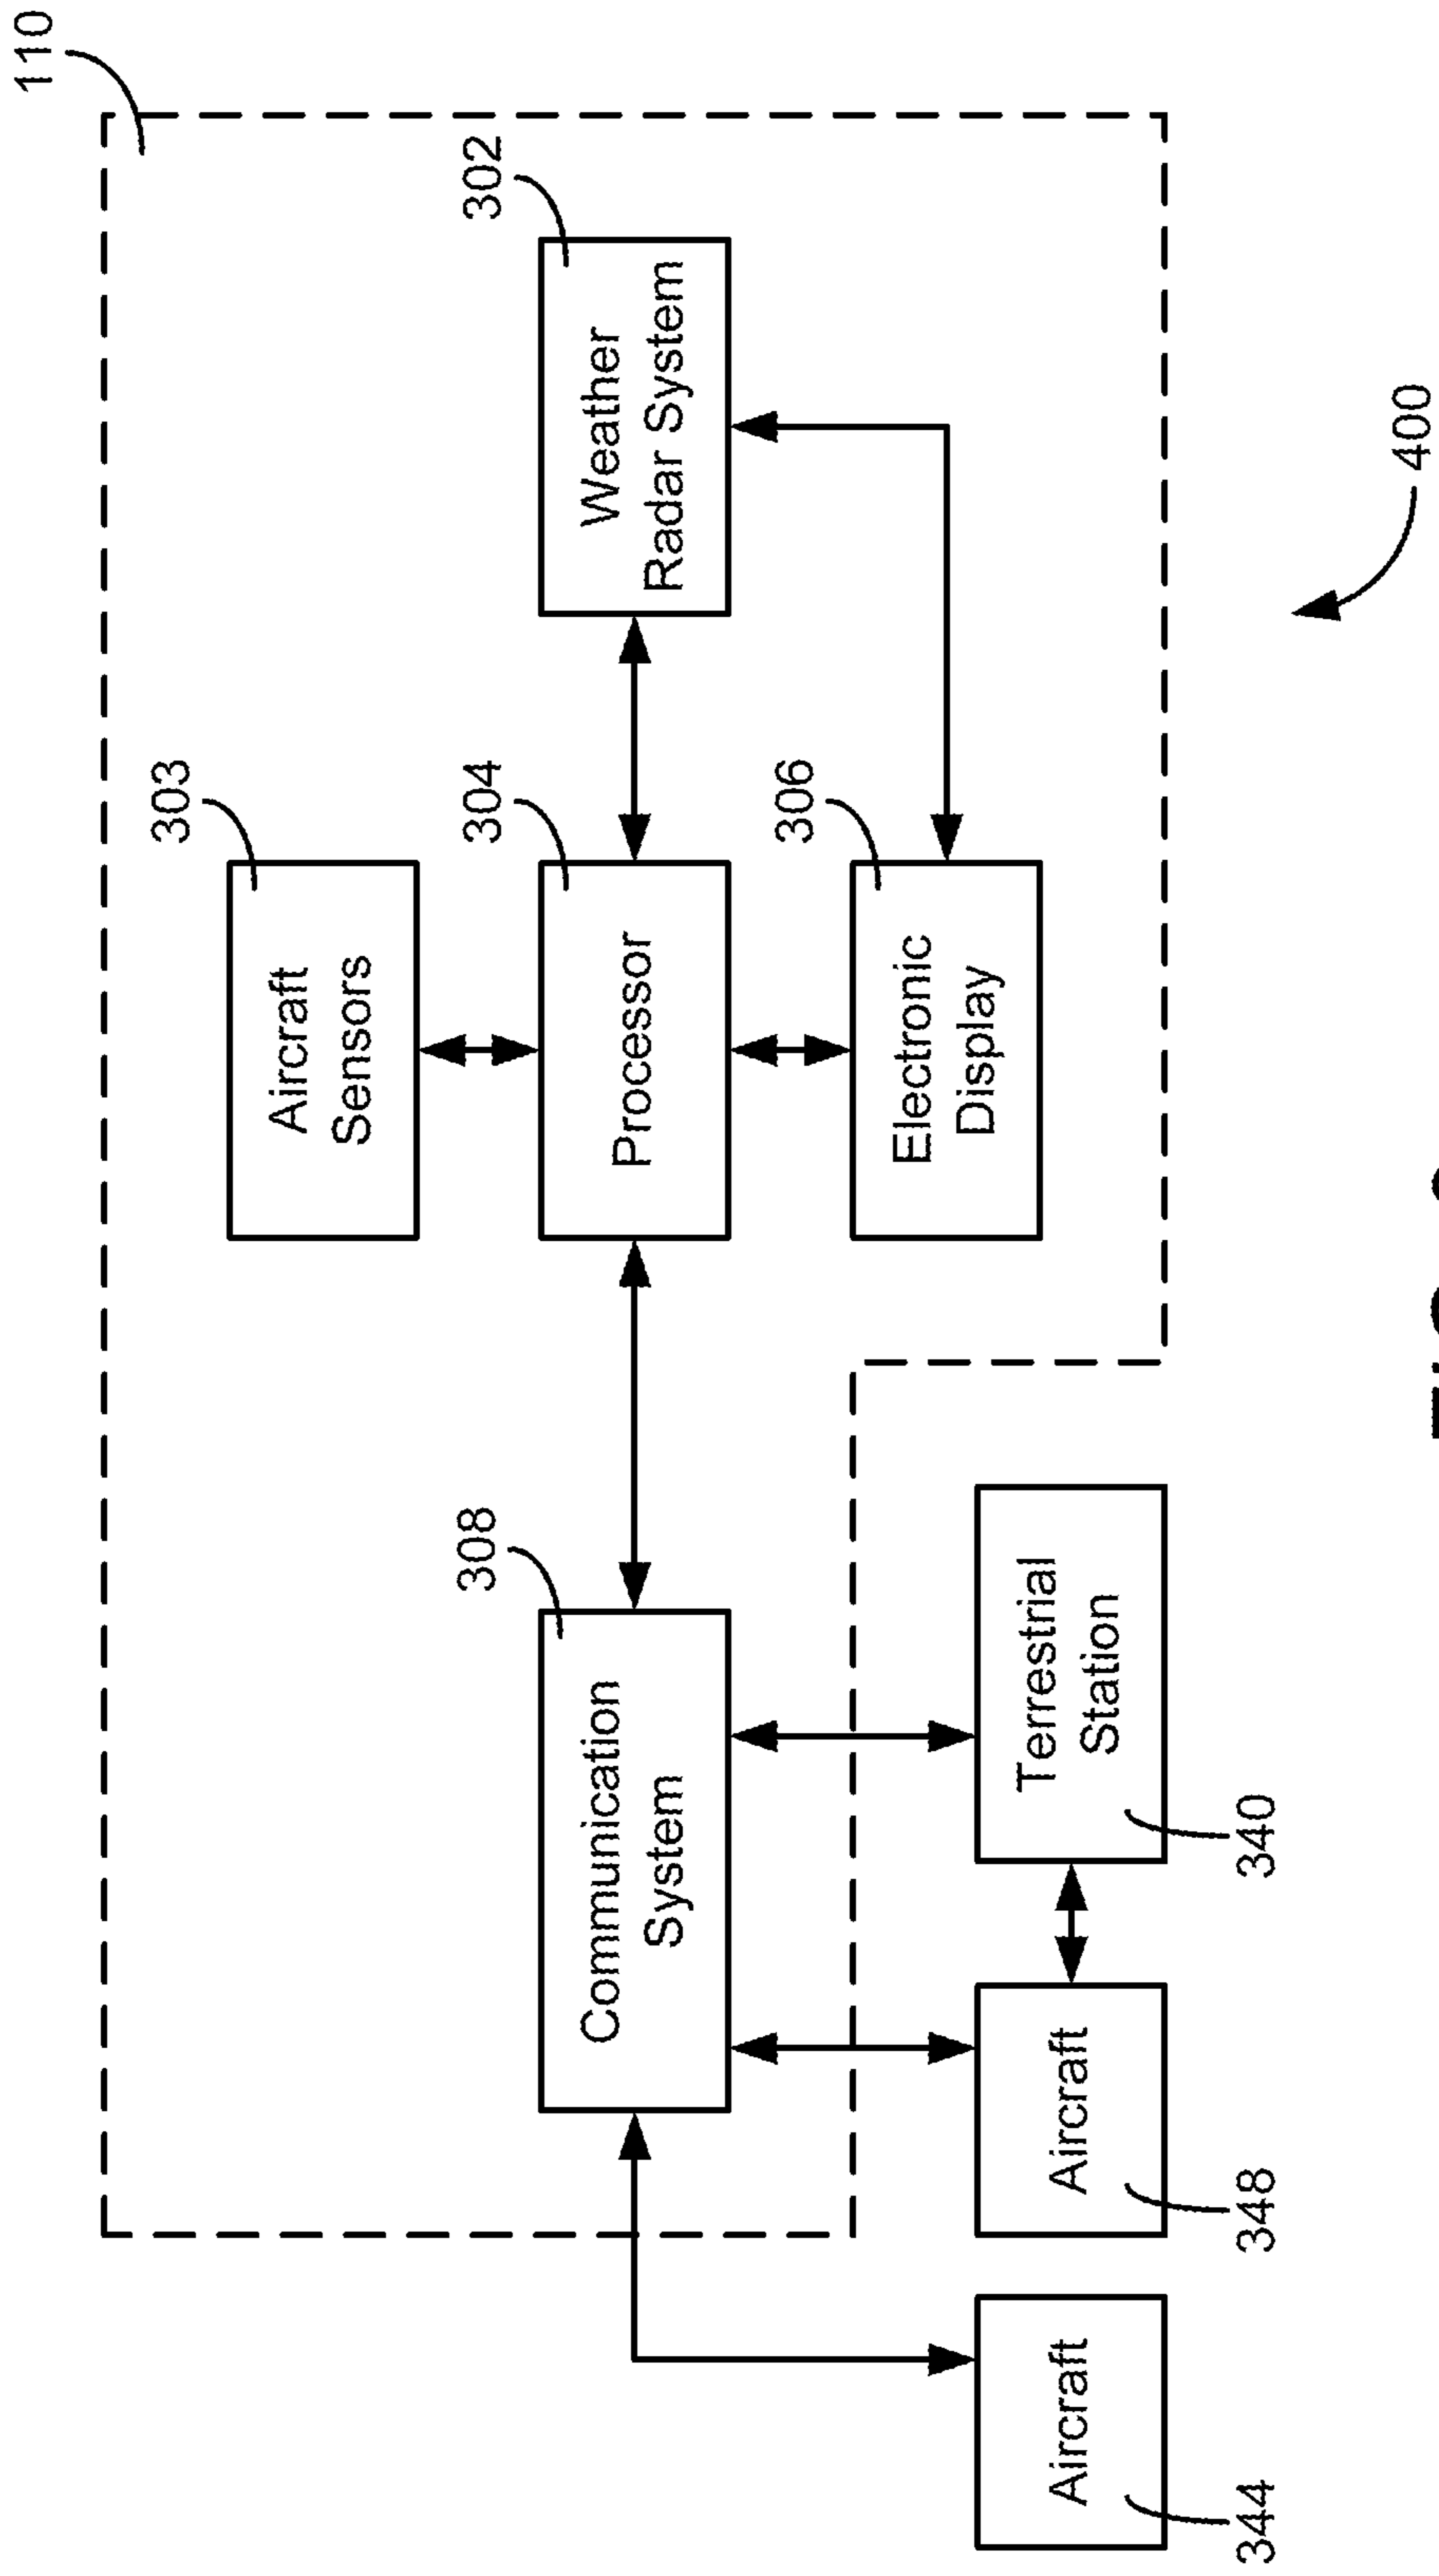 110
303
Aircraft
Sensors
308
304
302
Communication
System
Processor
Weather
Radar System
306
Electronic
Display
Terrestrial
Station
Aircraft
Aircraft
344
348
340
400